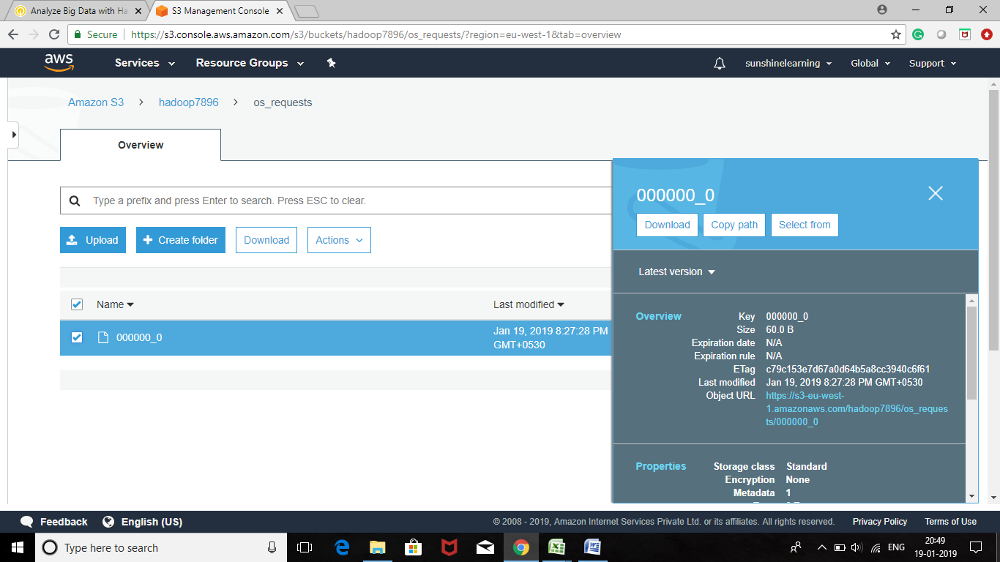 Analyze Big Data with Ha
S3 Management Console
Secure
https://s3.console.aws.amazon.com/s3/buckets/hadoop7896/os_requests/?region=eu-west-1&tab=overview
aws
Services
Resource Groups
sunshinelearning
Global
Support
Amazon S3
hadoop7896
os_requests
Overview
Type a prefix and press Enter to search. Press ESC to clear.
Upload
Create folder
Download
Actions
Name
Last modified
000000_0
Jan 19, 2019 8:27:28 PM
GMT+0530
000000_0
Download
Copy path
Select from
Latest version
Overview
Key 000000_0
Size 60.0 B
Expiration date N/A
Expiration rule N/A
ETag c79c153e7d67a0d64b5a8cc3940c6f61
Last modified Jan 19, 2019 8:27:28 PM GMT+0530
Object URL https://s3-eu-west-
1.amazonaws.com/hadoop7896/os_reques
ts/000000_0
Properties
Storage class Standard
Encryption None
Metadata 1
Feedback
English (US)
© 2008 - 2019, Amazon Internet Services Private Ltd. or its affiliates. All rights reserved.
Privacy Policy
Terms of Use
Type here to search
ENG
20:49
19-01-2019